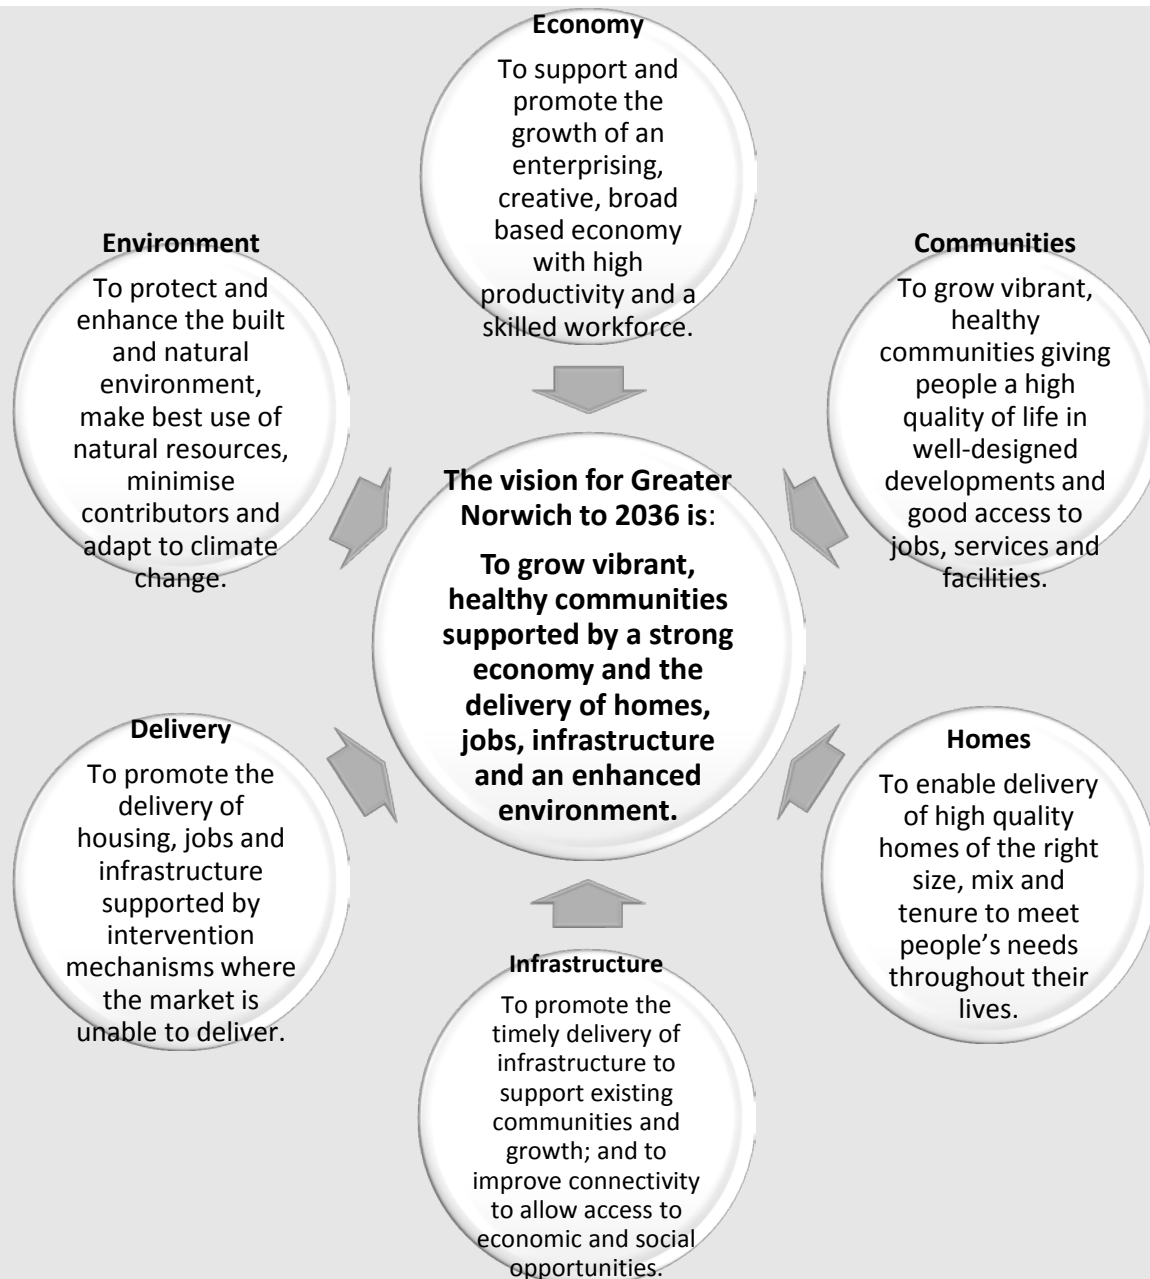 Economy
To support and
promote the
growth of an
enterprising,
creative, broad
based economy
with high
productivity and a
skilled workforce.
Environment
To protect and
enhance the built
and natural
environment,
make best use of
natural resources,
minimise
contributors and
adapt to climate
change.
Communities
To grow vibrant,
healthy
communities giving
people a high
quality of life in
well-designed
developments and
good access to
jobs, services and
facilities.
The vision for Greater
Norwich to 2036 is:
To grow vibrant,
healthy communities
supported by a strong
economy and the
delivery of homes,
jobs, infrastructure
and an enhanced
environment.
Delivery
To promote the
delivery of
housing, jobs and
infrastructure
supported by
intervention
mechanisms where
the market is
unable to deliver.
Homes
To enable delivery
of high quality
homes of the right
size, mix and
tenure to meet
people’s needs
throughout their
lives.
Infrastructure
To promote the
timely delivery of
infrastructure to
support existing
communities and
growth; and to
improve connectivity
to allow access to
economic and social
opportunities.